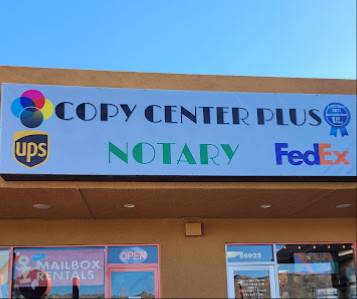 COPY CENTER PLUS
ups
NOTARY
FedEx
MAILBOX
RENTALS
OPEN